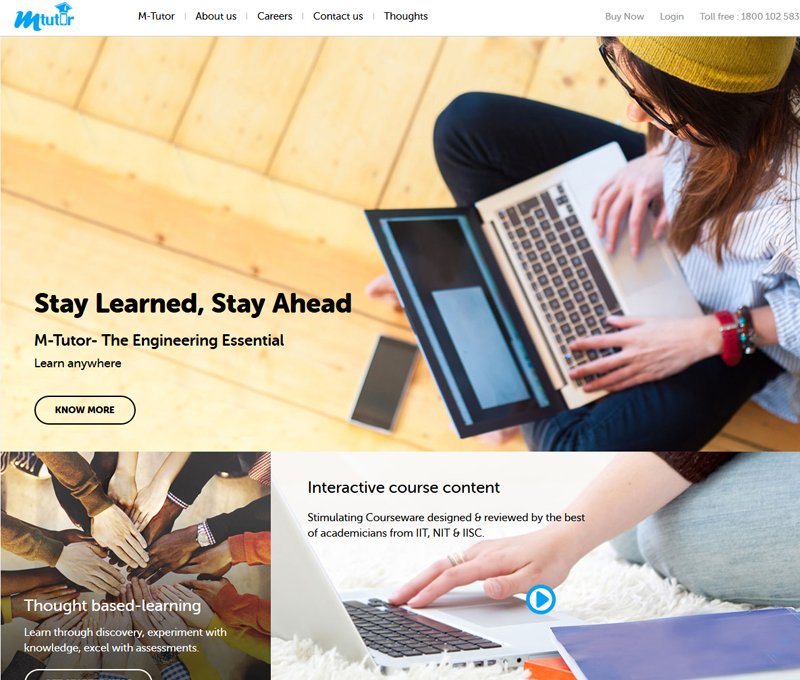 Mtutor
M-Tutor
About us
Careers
Contact us
Thoughts
Buy Now
Login
Toll free : 1800 102 583
Stay Learned, Stay Ahead
M-Tutor- The Engineering Essential
Learn anywhere
KNOW MORE
Interactive course content
Stimulating Courseware designed & reviewed by the best
of academicians from IIT, NIT & IISC.
Thought based-learning
Learn through discovery, experiment with
knowledge, excel with assessments.